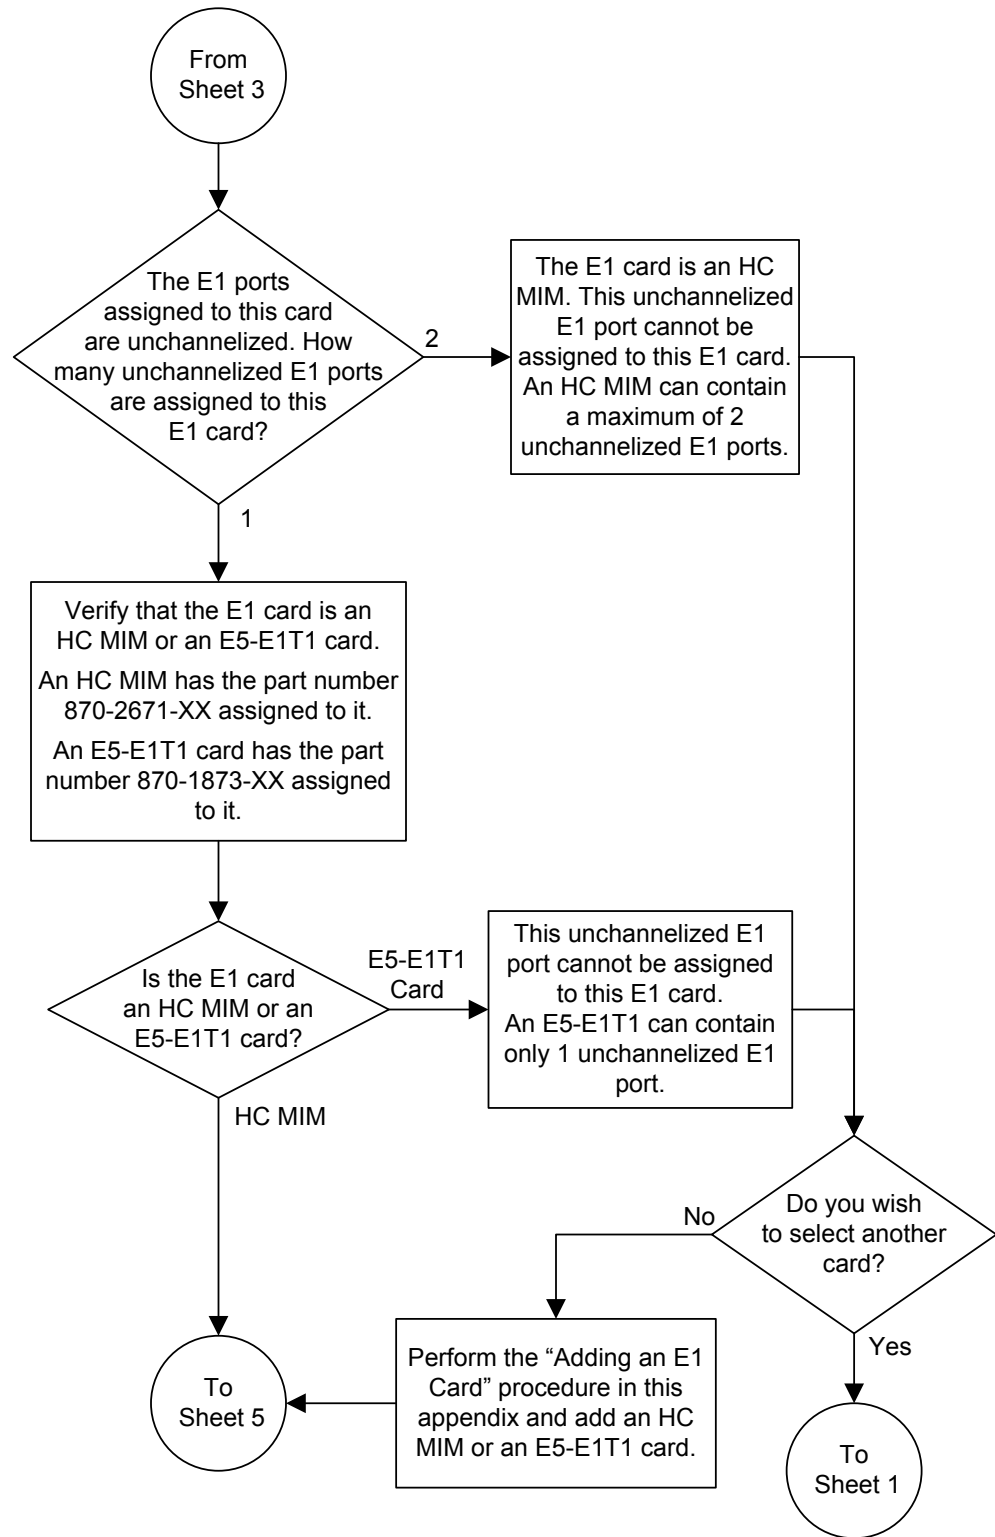 From
Sheet 3
The E1 ports
assigned to this card
are unchannelized. How
many unchannelized E1 ports
are assigned to this
E1 card?
2
The E1 card is an HC
MIM. This unchannelized
E1 port cannot be
assigned to this E1 card.
An HC MIM can contain
a maximum of 2
unchannelized E1 ports.
1
Verify that the E1 card is an
HC MIM or an E5-E1T1 card.
An HC MIM has the part number
870-2671-XX assigned to it.
An E5-E1T1 card has the part
number 870-1873-XX assigned
to it.
Is the E1 card
an HC MIM or an
E5-E1T1 card?
E5-E1T1
Card
This unchannelized E1
port cannot be assigned
to this E1 card.
An E5-E1T1 can contain
only 1 unchannelized E1
port.
HC MIM
Do you wish
to select another
card?
No
Yes
Perform the “Adding an E1
Card” procedure in this
appendix and add an HC
MIM or an E5-E1T1 card.
To
Sheet 5
To
Sheet 1